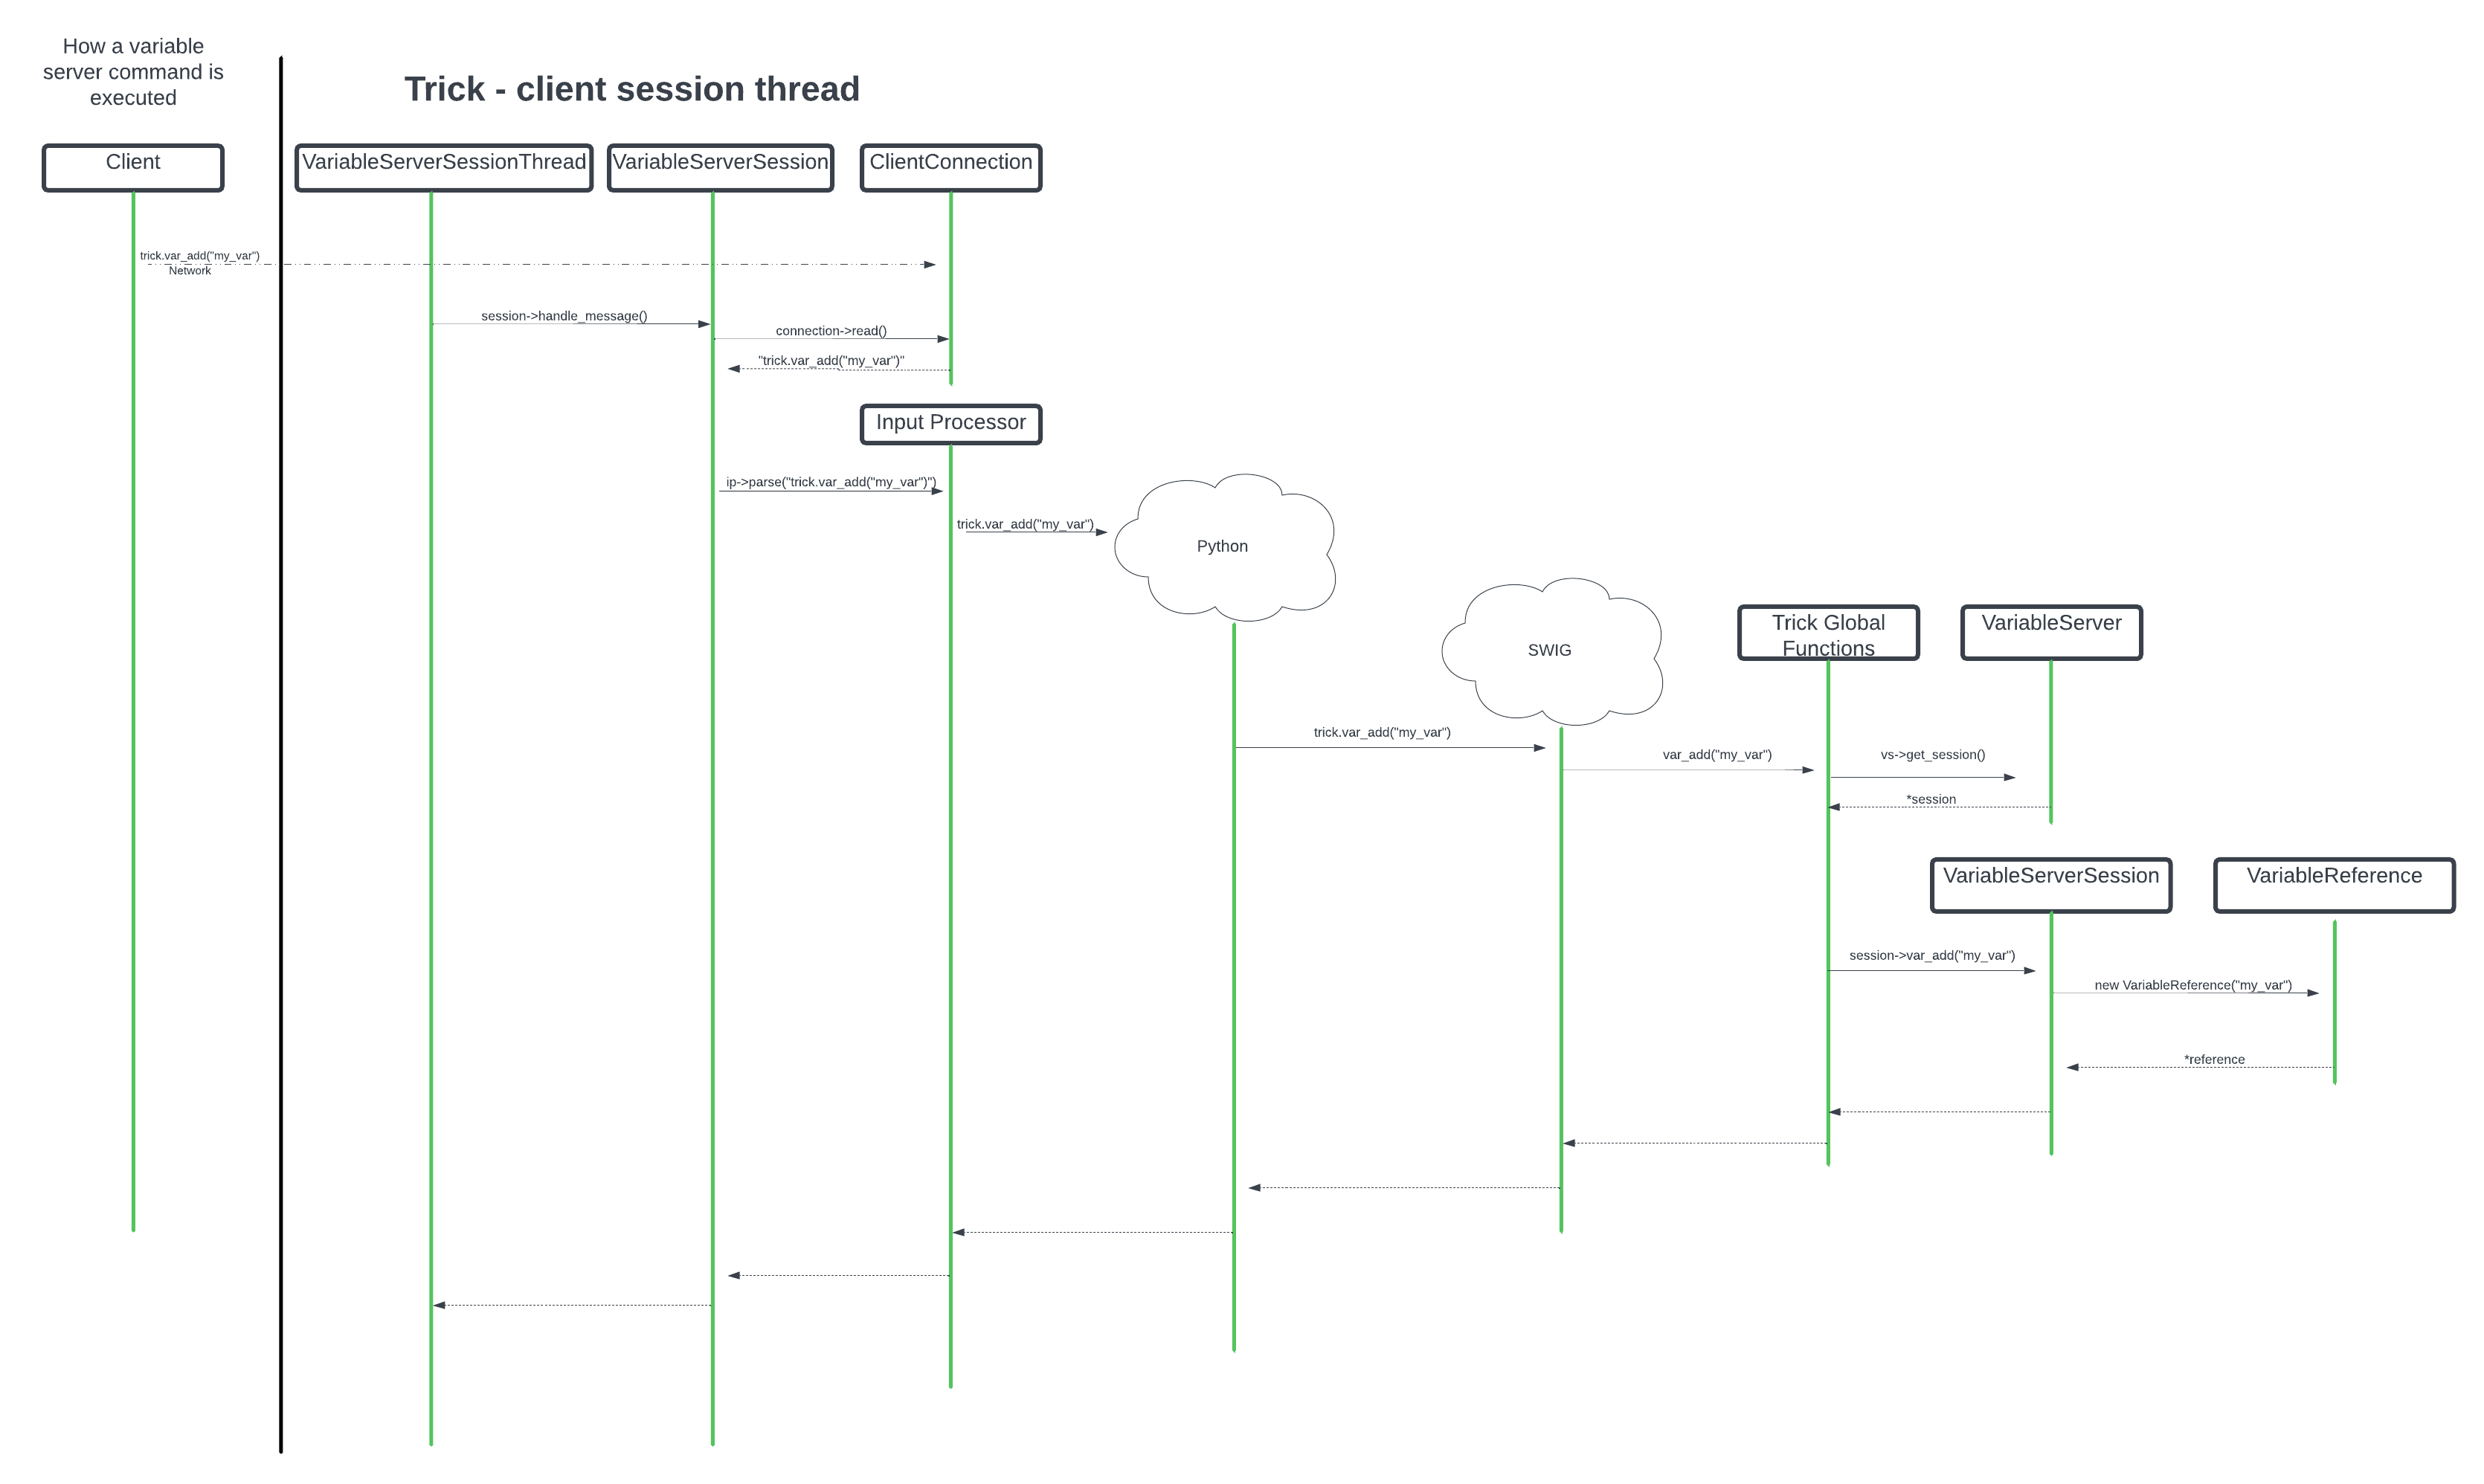 How a variable
server command is
executed
Trick - client session thread
Client
VariableServerSessionThread
VariableServerSession
ClientConnection
trick.var_add("my_var")
Network
session->handle_message()
connection->read()
"trick.var_add("my_var")"
Input Processor
ip->parse("trick.var_add("my_var")")
trick.var_add("my_var")
Python
SWIG
Trick Global
Functions
VariableServer
trick.var_add("my_var")
var_add("my_var")
vs->get_session()
*session
VariableServerSession
VariableReference
session->var_add("my_var")
new VariableReference("my_var")
*reference